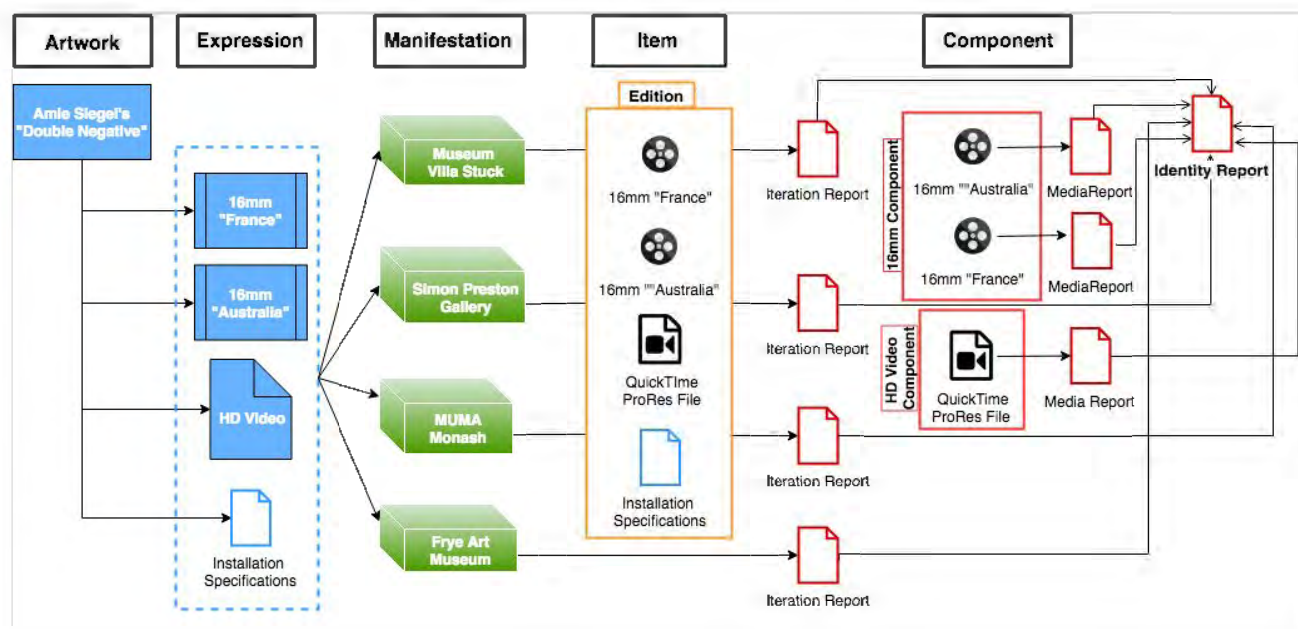 Artwork
Expression
Manifestation
Item
Component
Amie Siegel's
"Double Negative"
16mm
"France"
16mm
"Australia"
HD Video
Installation
Specifications
Museum
Villa Stuck
Simon Preston
Gallery
MUMA
Monash
Frye Art
Museum
Edition
16mm "France"
16mm ""Australia"
QuickTIme
ProRes File
Installation
Specifications
Iteration Report
Iteration Report
Iteration Report
Iteration Report
16mm Component
16mm ""Australia"
16mm "France"
MediaReport
MediaReport
HD Video
Component
QuickTime
ProRes File
Media Report
Identity Report